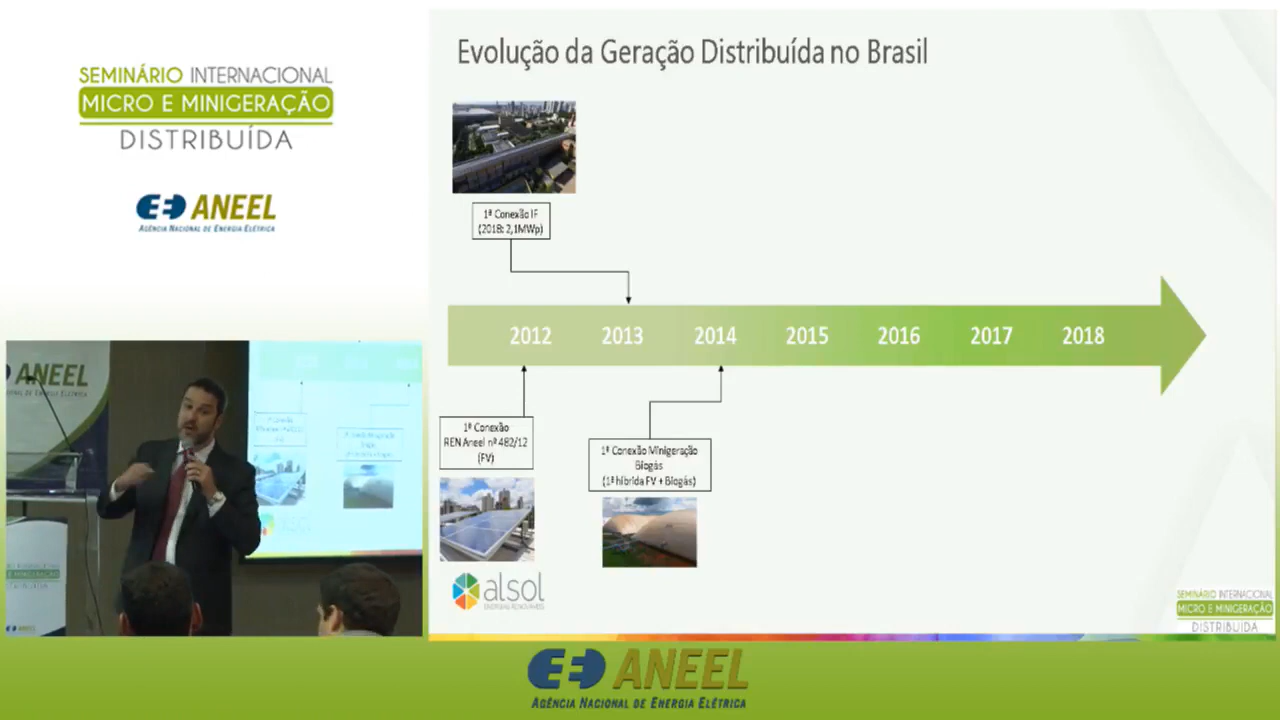 SEMINÁRIO INTERNACIONAL
MICRO E MINIGERAÇÃO
DISTRIBUÍDA
ANEEL
AGÊNCIA NACIONAL DE ENERGIA ELÉTRICA
Evolução da Geração Distribuída no Brasil
1ª Conexão IF
(2018: 2,1MWp)
2012 2013 2014 2015 2016 2017 2018
1ª Conexão
REN Aneel nº 482/12
(FV)
1ª Conexão Minigeração
Biogás
(1ª híbrida FV + Biogás)
alsol
ENERGIAS RENOVÁVEIS
SEMINÁRIO INTERNACIONAL
MICRO E MINIGERAÇÃO
DISTRIBUÍDA
ANEEL
ANEEL
AGÊNCIA NACIONAL DE ENERGIA ELÉTRICA